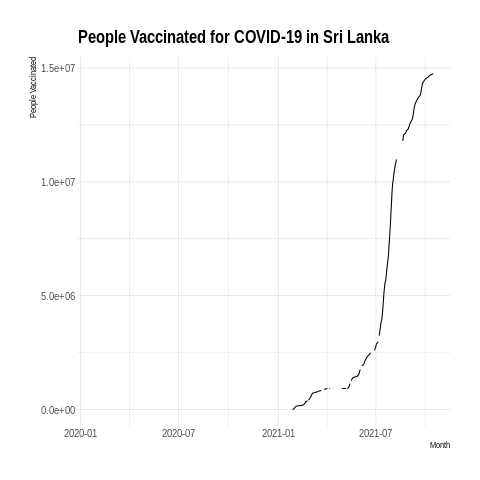 People Vaccinated for COVID-19 in Sri Lanka
People Vaccinated
1.5e+07
1.0e+07
5.0e+06
0.0e+00
2020-01 2020-07 2021-01 2021-07
Month